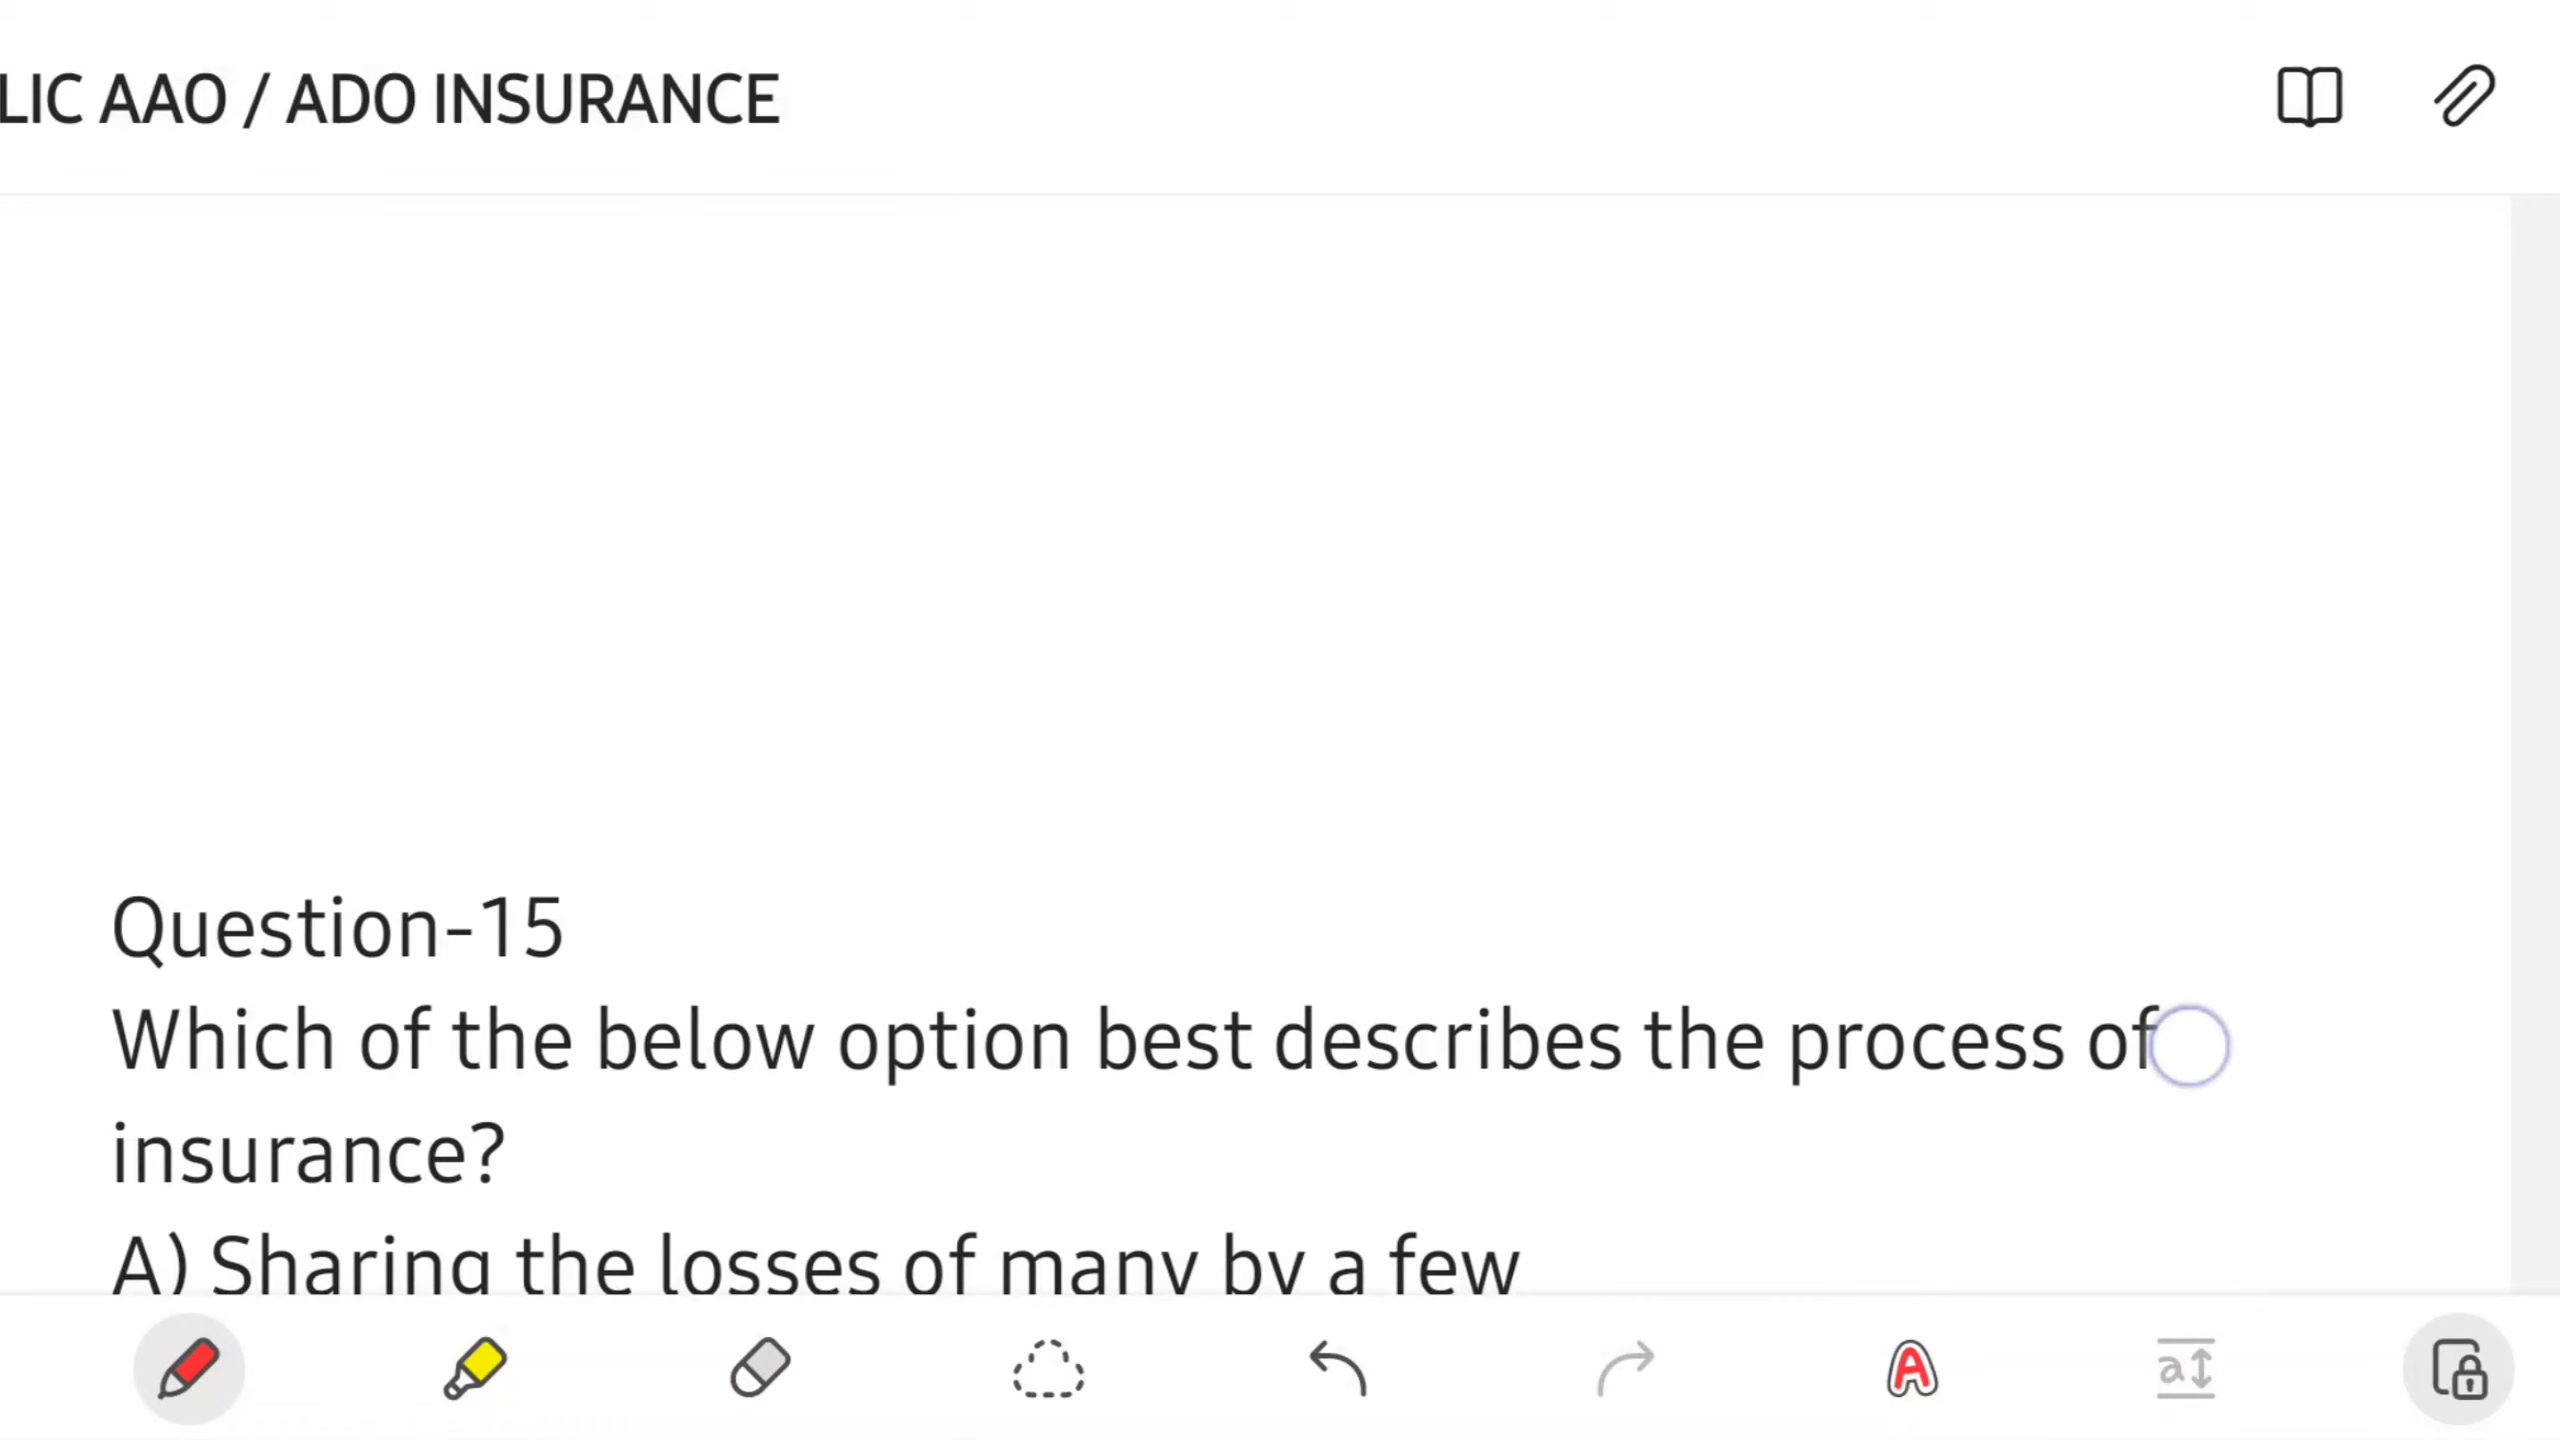 LIC AAO / ADO INSURANCE
Question-15
Which of the below option best describes the process of
insurance?
A) Sharing the losses of many by a few